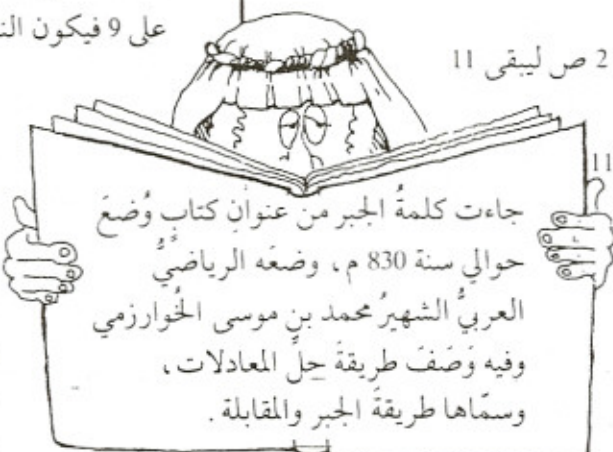 على 9 فيكون
2 ص ليبقى 11
11
جاءت كلمةُ الجبر من عنوانِ كتابٍ وُضعَ
حوالي سنة 830 م، وضعَه الرياضيُّ
العربيُّ الشهيرُ محمد بنِ موسى الخُوارزمي
وفيه وَصَفَ طريقةَ حلِّ المعادلات،
وسمّاها طريقةَ الجبر والمقابلة.